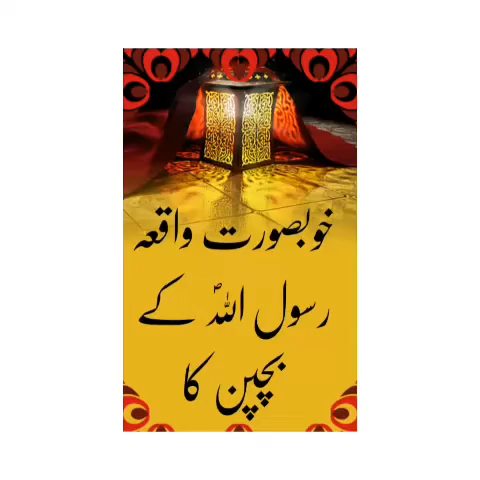 خوبصورت واقعہ
رسول اللہؐ کے
بچپن کا